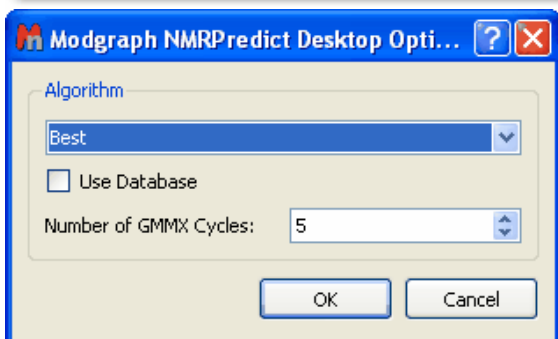 Modgraph NMRPredict Desktop Opti...
Algorithm
Best
Use Database
Number of GMMX Cycles: 5
OK Cancel